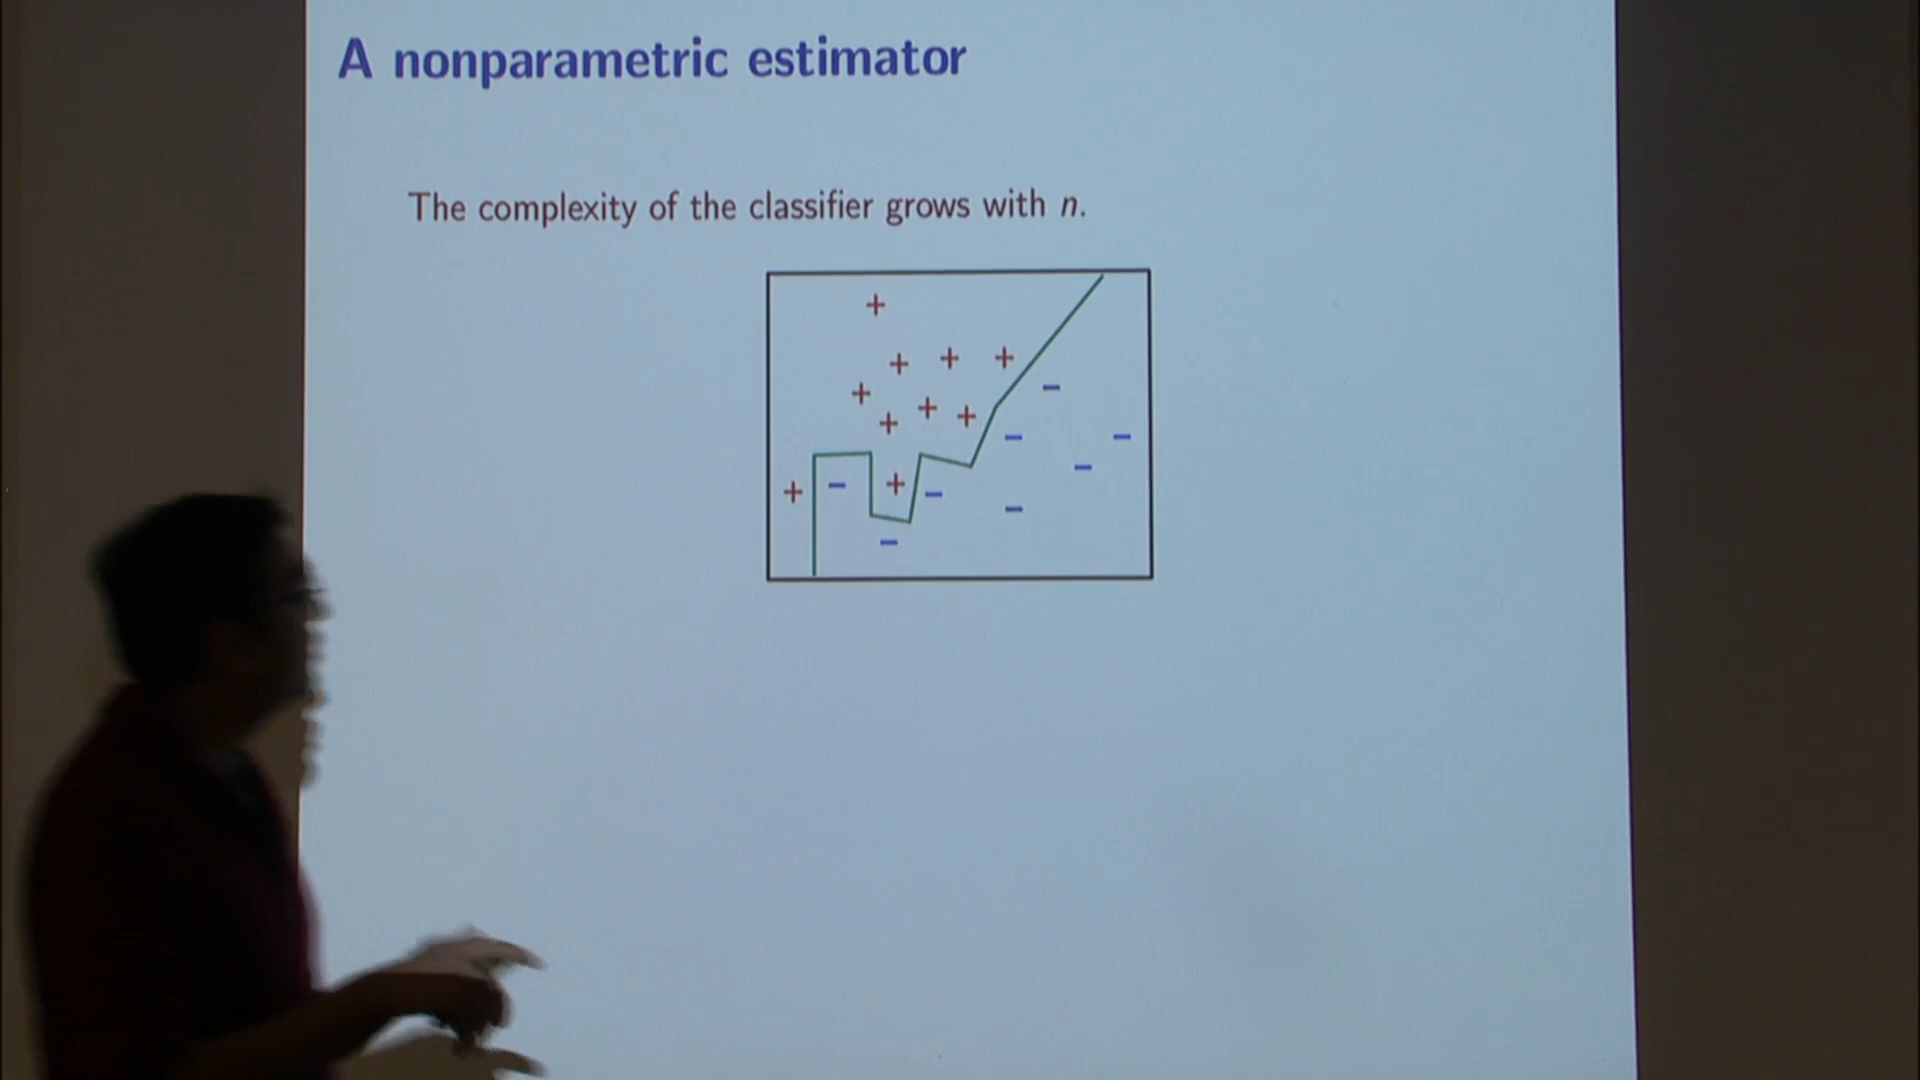 A nonparametric estimator
The complexity of the classifier grows with n.